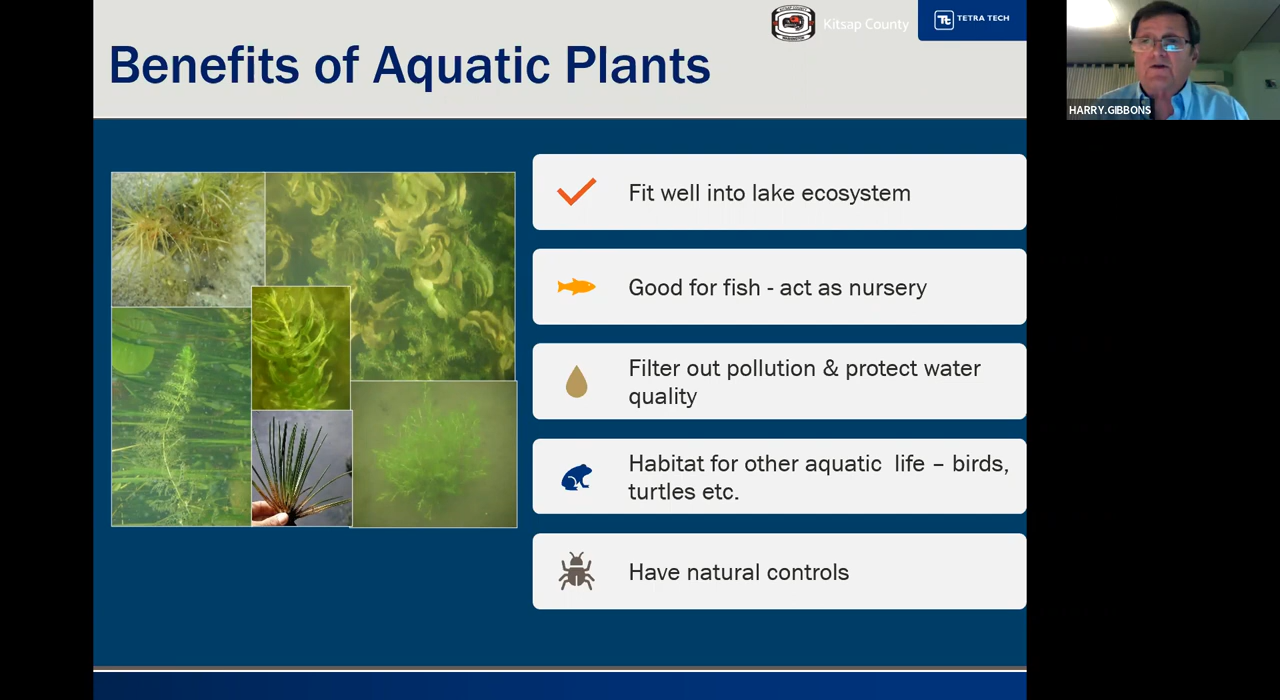 Kitsap County
TETRA TECH
Benefits of Aquatic Plants
HARRY.GIBBONS
Fit well into lake ecosystem
Good for fish - act as nursery
Filter out pollution & protect water
quality
Habitat for other aquatic life – birds,
turtles etc.
Have natural controls